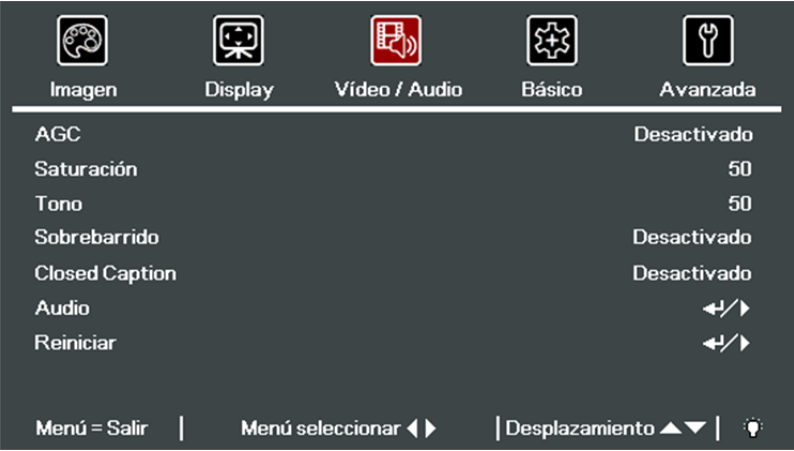 Imagen Display Vídeo / Audio Básico Avanzada
AGC Desactivado
Saturación 50
Tono 50
Sobrebarrido Desactivado
Closed Caption Desactivado
Audio
Reiniciar
Menú = Salir | Menú seleccionar | Desplazamiento |